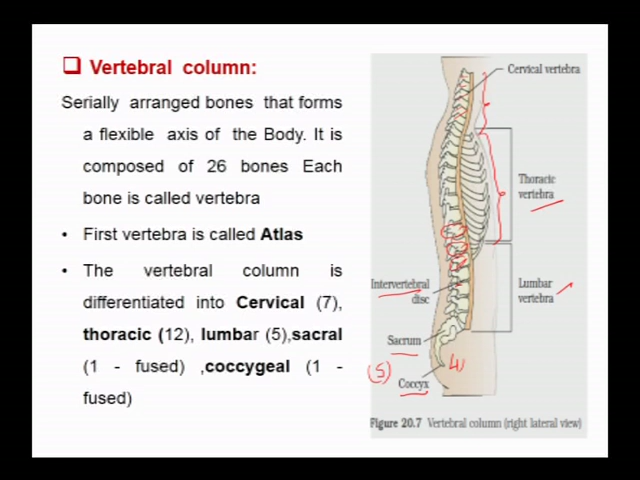 Vertebral column:
Serially arranged bones that forms
a flexible axis of the Body. It is
composed of 26 bones Each
bone is called vertebra
• First vertebra is called Atlas
• The vertebral column is
differentiated into Cervical (7),
thoracic (12), lumbar (5),sacral
(1 - fused) ,coccygeal (1 -
fused)
Cervical vertebra
Thoracic
vertebra
Lumbar
vertebra
Intervertebral
disc
Sacrum
(5)
4
Coccyx
Figure 20.7 Vertebral column (right lateral view)